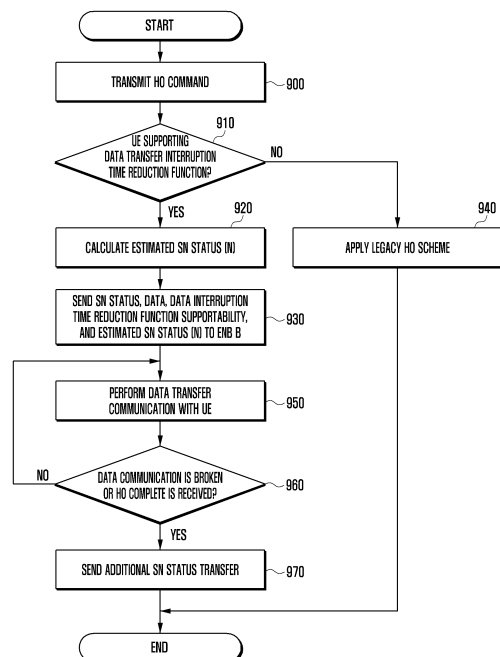 START
TRANSMIT HO COMMAND
900
910
UE SUPPORTING
DATA TRANSFER INTERRUPTION
TIME REDUCTION FUNCTION?
NO
YES
920
940
CALCULATE ESTIMATED SN STATUS (N)
APPLY LEGACY HO SCHEME
SEND SN STATUS, DATA, DATA INTERRUPTION
TIME REDUCTION FUNCTION SUPPORTABILITY,
AND ESTIMATED SN STATUS (N) TO ENB B
930
PERFORM DATA TRANSFER
COMMUNICATION WITH UE
950
NO
DATA COMMUNICATION IS BROKEN
OR HO COMPLETE IS RECEIVED?
960
YES
SEND ADDITIONAL SN STATUS TRANSFER
970
END